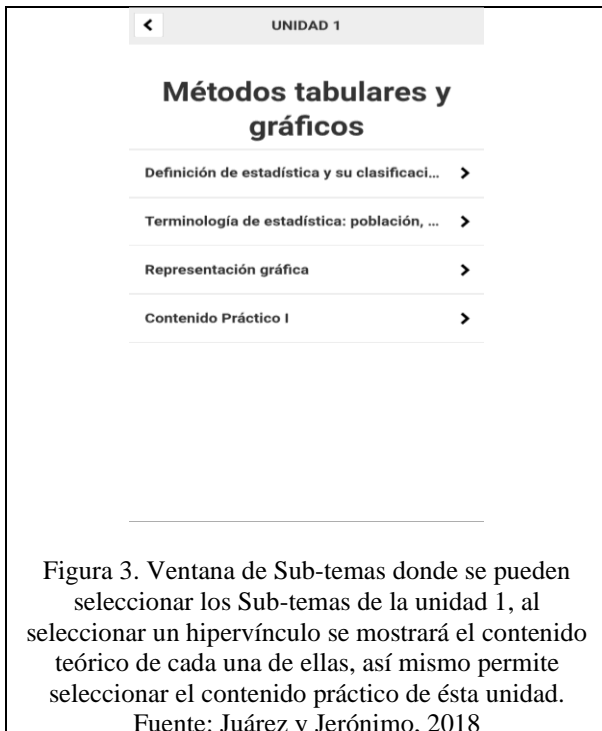 UNIDAD 1
Métodos tabulares y
gráficos
Definición de estadística y su clasificaci...
Terminología de estadística: población, ...
Representación gráfica
Contenido Práctico I
Figura 3. Ventana de Sub-temas donde se pueden
seleccionar los Sub-temas de la unidad 1, al
seleccionar un hipervínculo se mostrará el contenido
teórico de cada una de ellas, así mismo permite
seleccionar el contenido práctico de ésta unidad.
Fuente: Juárez y Jerónimo, 2018